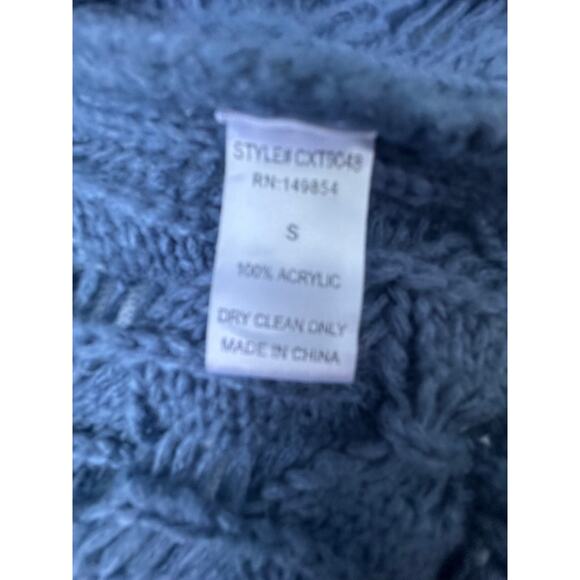 STYLE# CXT9048
RN:149854
S
100% ACRYLIC
DRY CLEAN ONLY
MADE IN CHINA